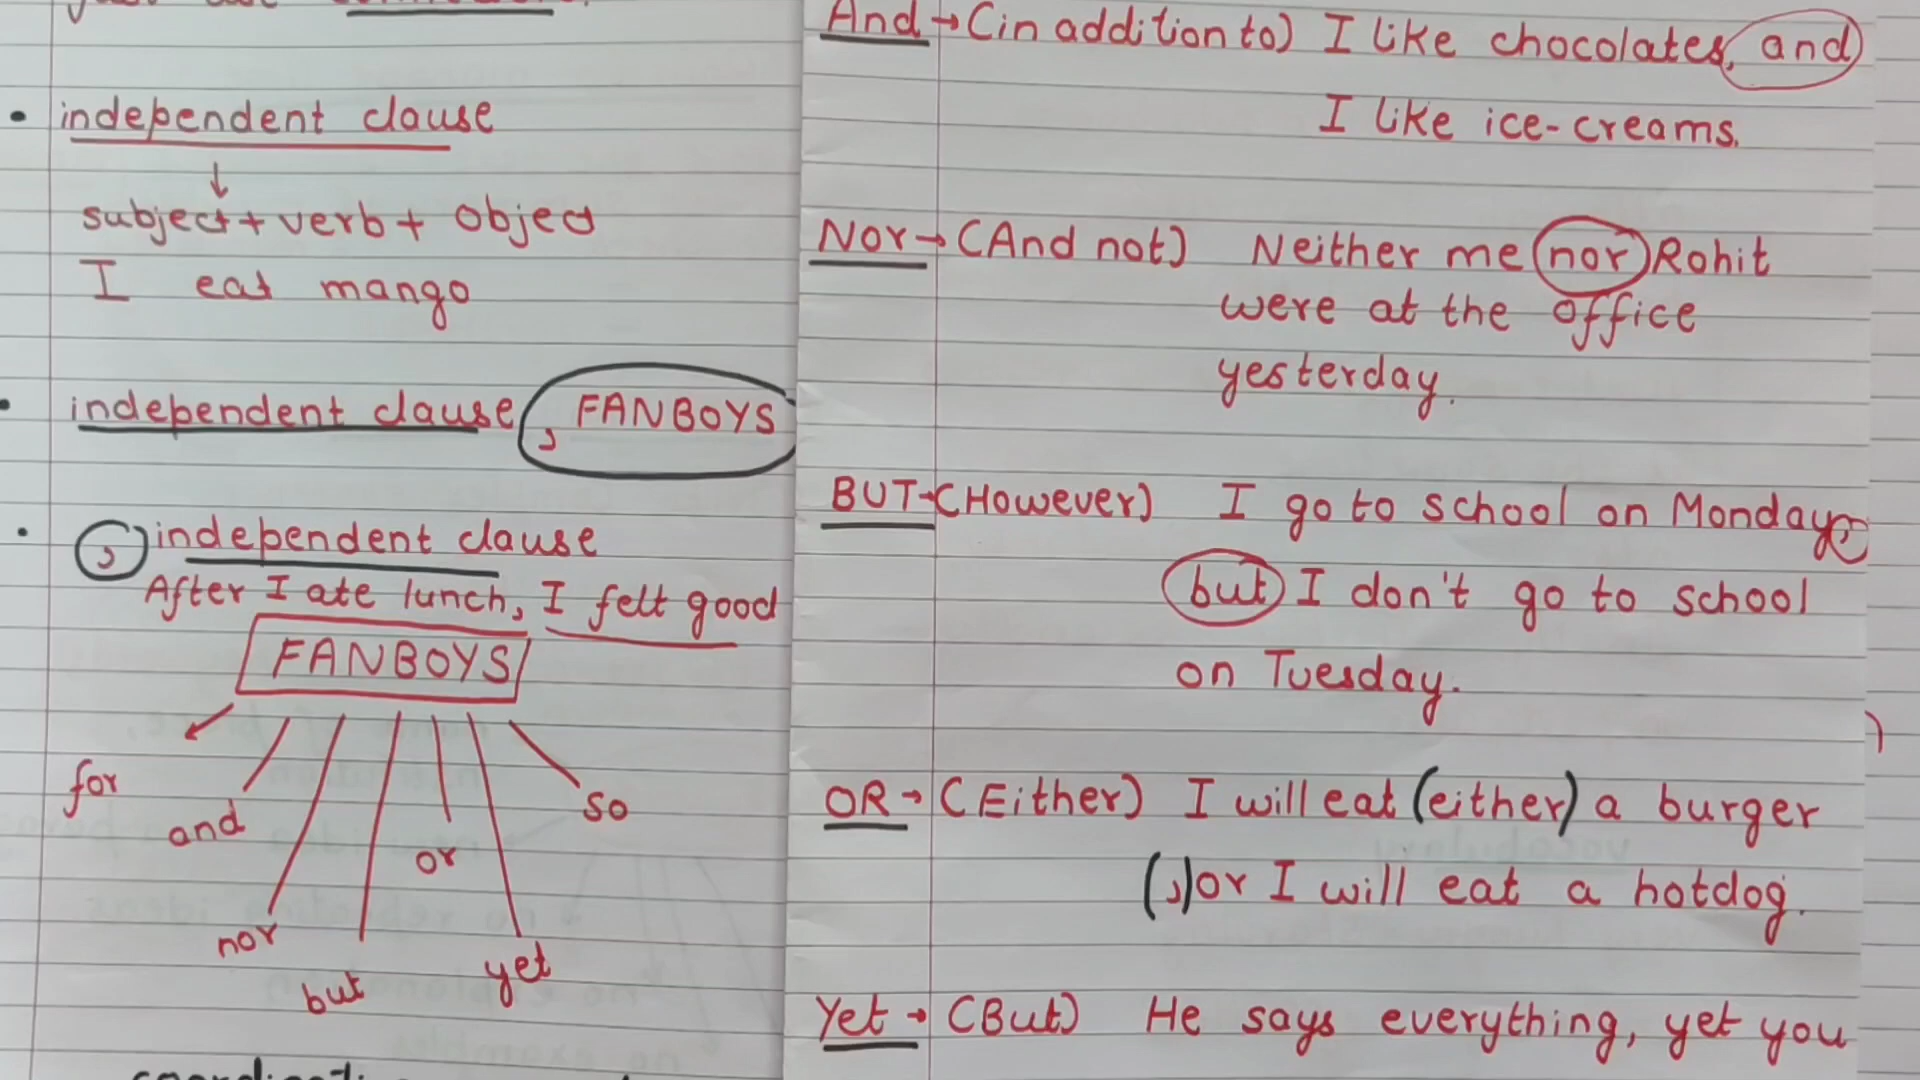 • independent clause
↓
subject + verb + object
I eat mango
• independent clause, FANBOYS
• , independent clause
After I ate lunch, I felt good
FANBOYS
for
and
nor
but
or
yet
so
And → (in addition to) I like chocolates, and
I like ice-creams.
Nor → (And not) Neither me nor Rohit
were at the office
yesterday.
BUT → (However) I go to school on Monday,
but I don't go to school
on Tuesday.
OR → (Either) I will eat (either) a burger
(,) or I will eat a hotdog.
Yet → (But) He says everything, yet you